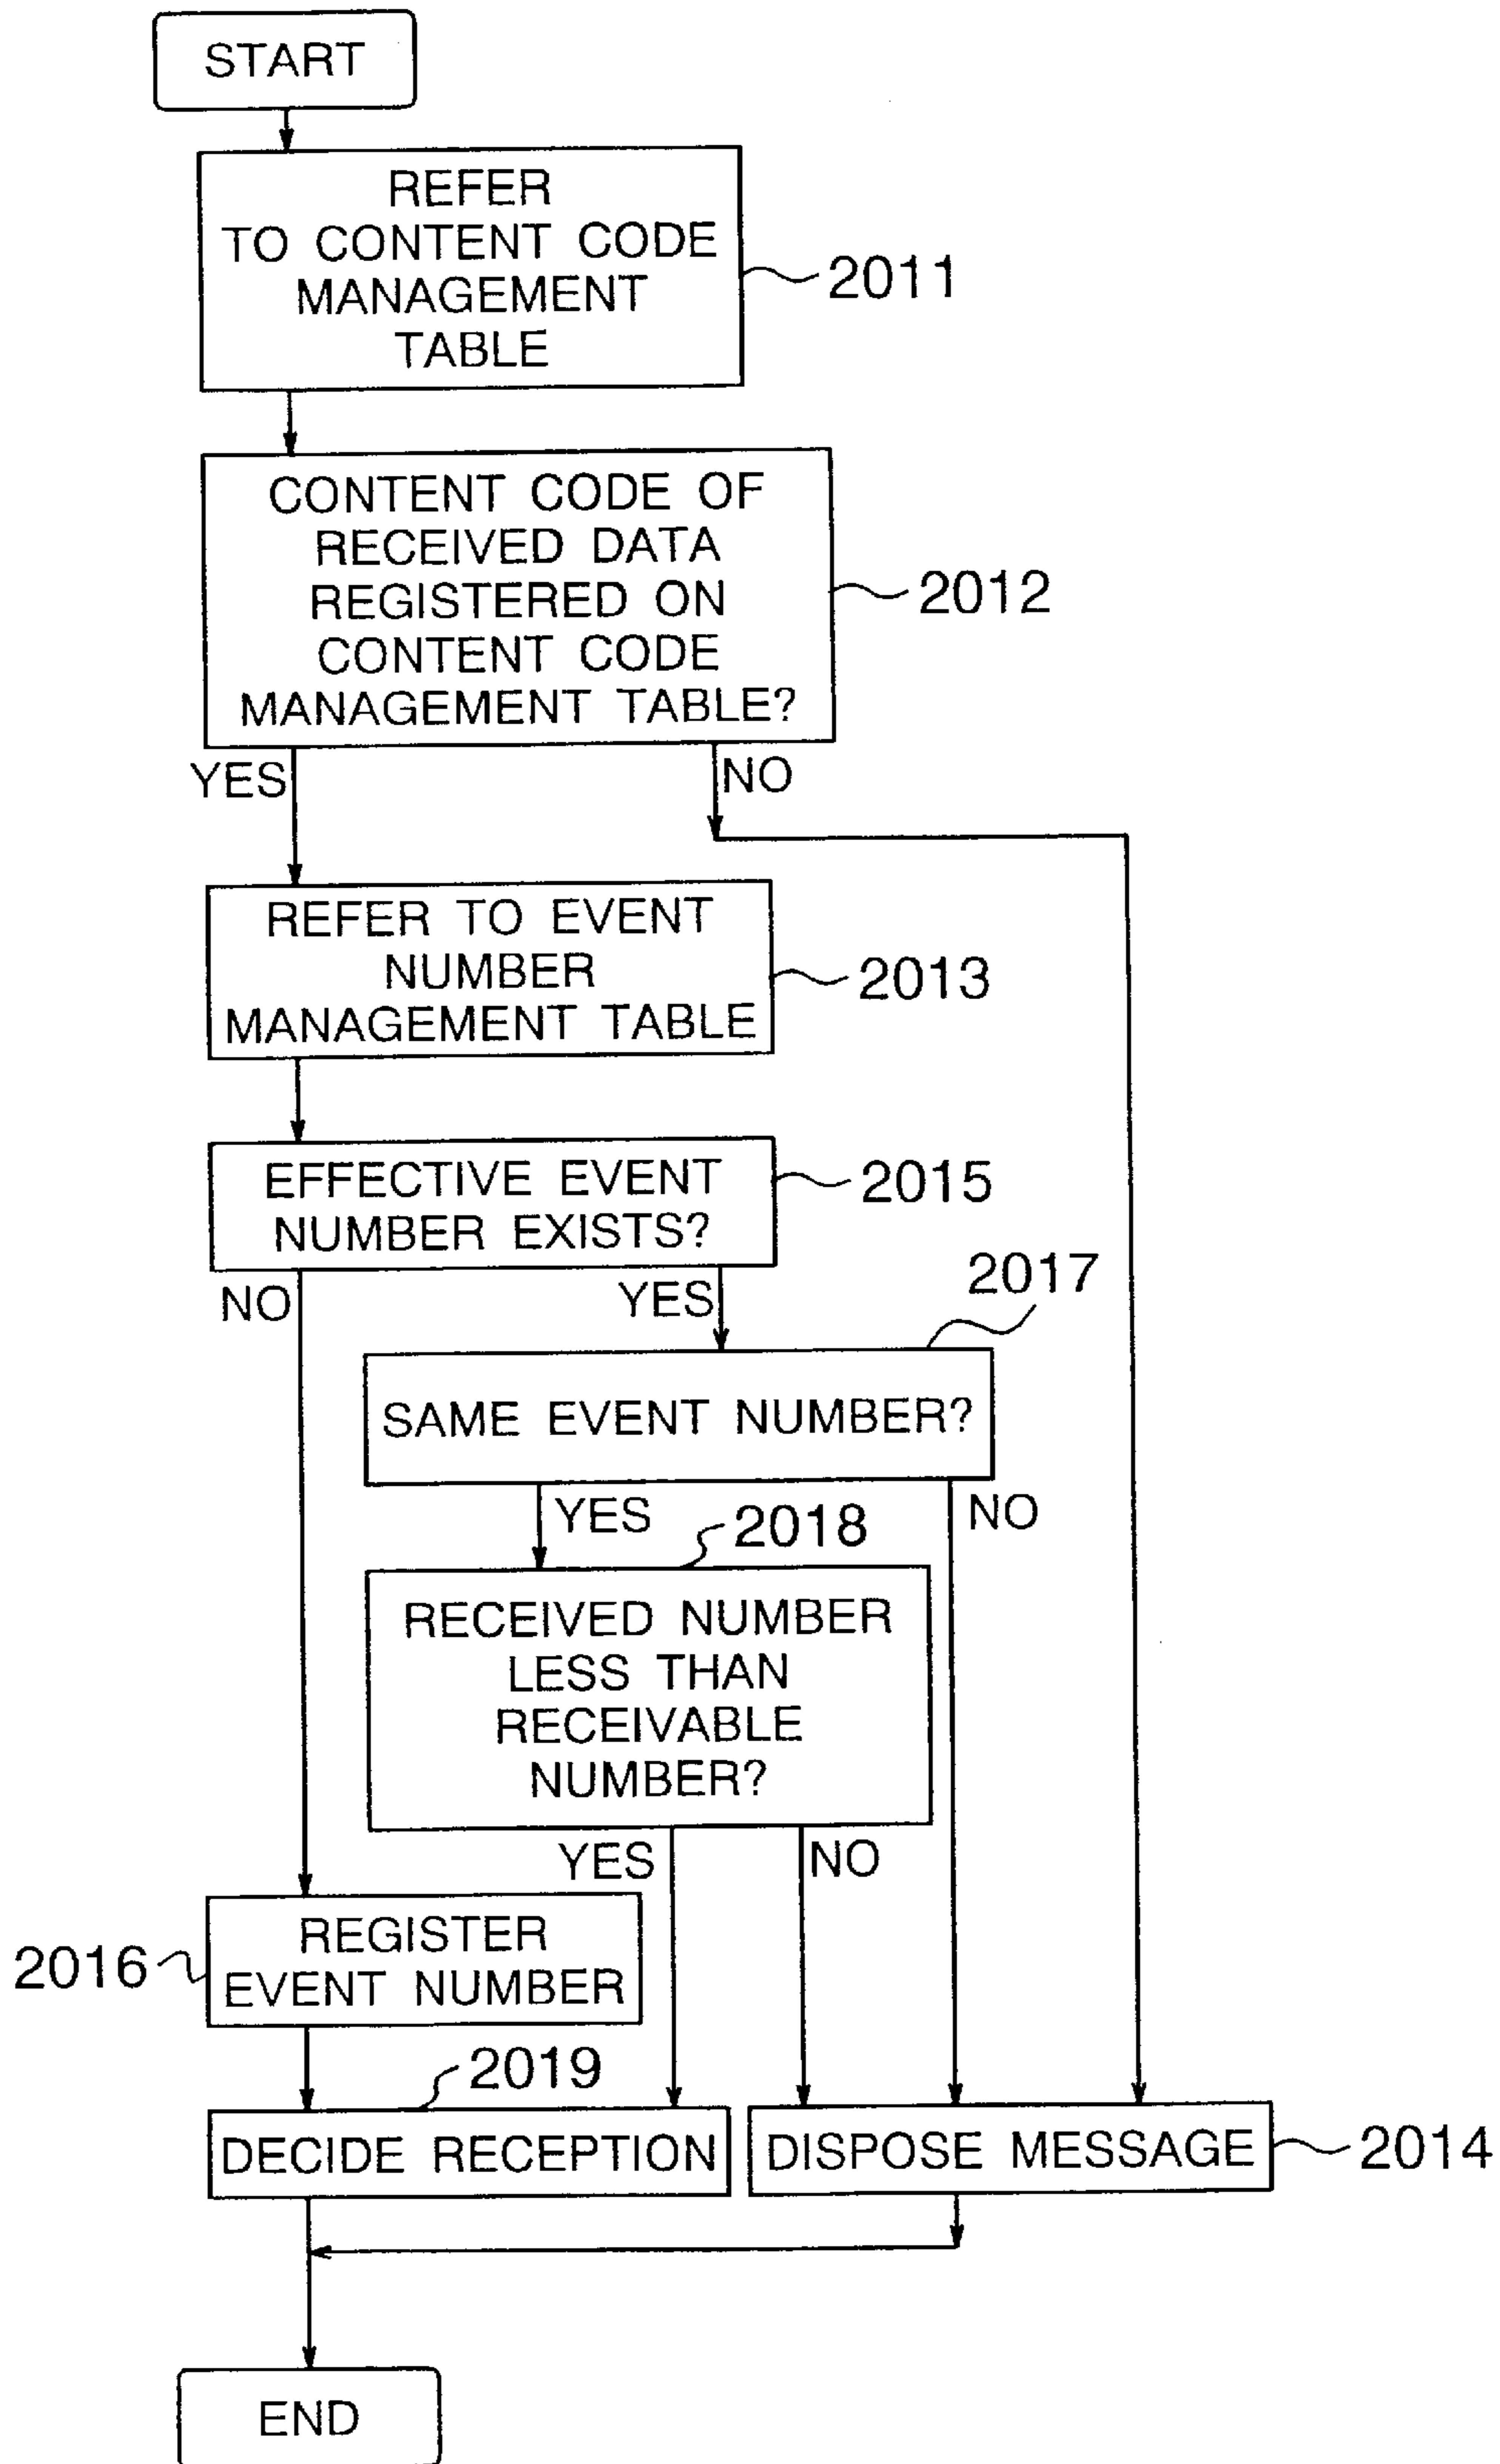 START
REFER
TO CONTENT CODE
MANAGEMENT
TABLE
2011
CONTENT CODE OF
RECEIVED DATA
REGISTERED ON
CONTENT CODE
MANAGEMENT TABLE?
2012
YES
NO
REFER TO EVENT
NUMBER
MANAGEMENT TABLE
2013
EFFECTIVE EVENT
NUMBER EXISTS?
2015
NO
YES
2017
SAME EVENT NUMBER?
YES
NO
2018
RECEIVED NUMBER
LESS THAN
RECEIVABLE
NUMBER?
YES
NO
REGISTER
EVENT NUMBER
2016
2019
DECIDE RECEPTION
DISPOSE MESSAGE
2014
END